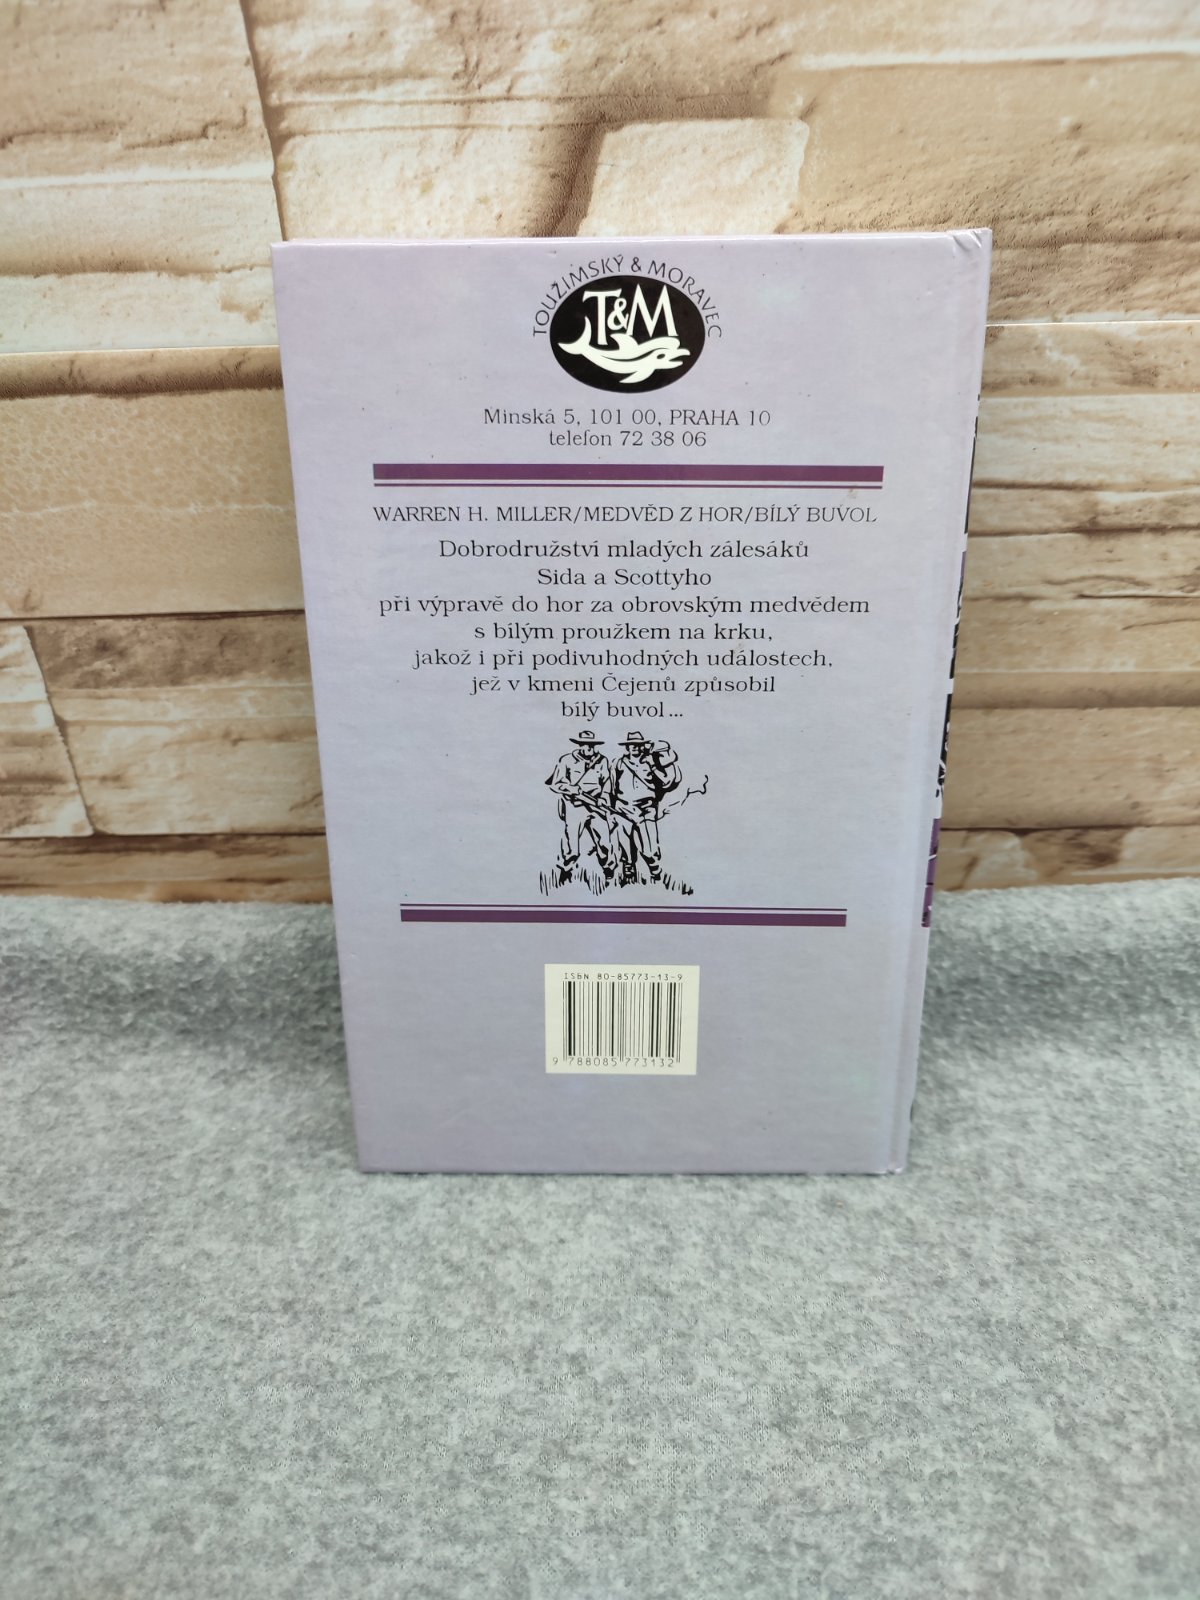 TOUŽIMSKÝ & MORAVEC
T&M
Minská 5, 101 00, PRAHA 10
telefon 72 38 06
WARREN H. MILLER/MEDVĚD Z HOR/BÍLÝ BUVOL
Dobrodružství mladých zálesáků
Sida a Scottyho
při výpravě do hor za obrovským medvědem
s bílým proužkem na krku,
jakož i při podivuhodných událostech,
jež v kmeni Čejenů způsobil
bílý buvol...
ISBN 80-85773-13-9
9 788085 773132